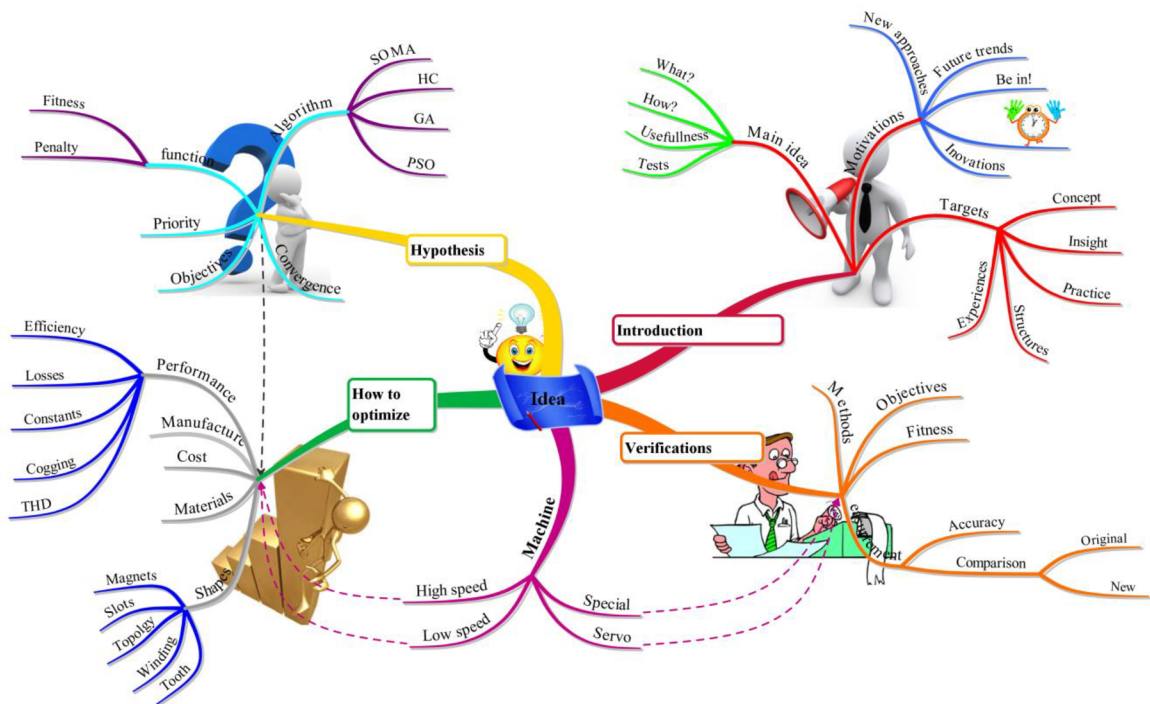 Idea
Hypothesis
Algorithm
SOMA
HC
GA
PSO
function
Fitness
Penalty
Priority
Objectives
Convergence
Introduction
Main idea
What?
How?
Usefullness
Tests
Motivations
New approaches
Future trends
Be in!
Inovations
Targets
Concept
Insight
Practice
Structures
Experiences
How to
optimize
Performance
Efficiency
Losses
Constants
Cogging
THD
Manufacture
Cost
Materials
Shapes
Magnets
Slots
Topolgy
Winding
Tooth
Machine
High speed
Low speed
Special
Servo
Verifications
Methods
Objectives
Fitness
Accuracy
Comparison
Original
New